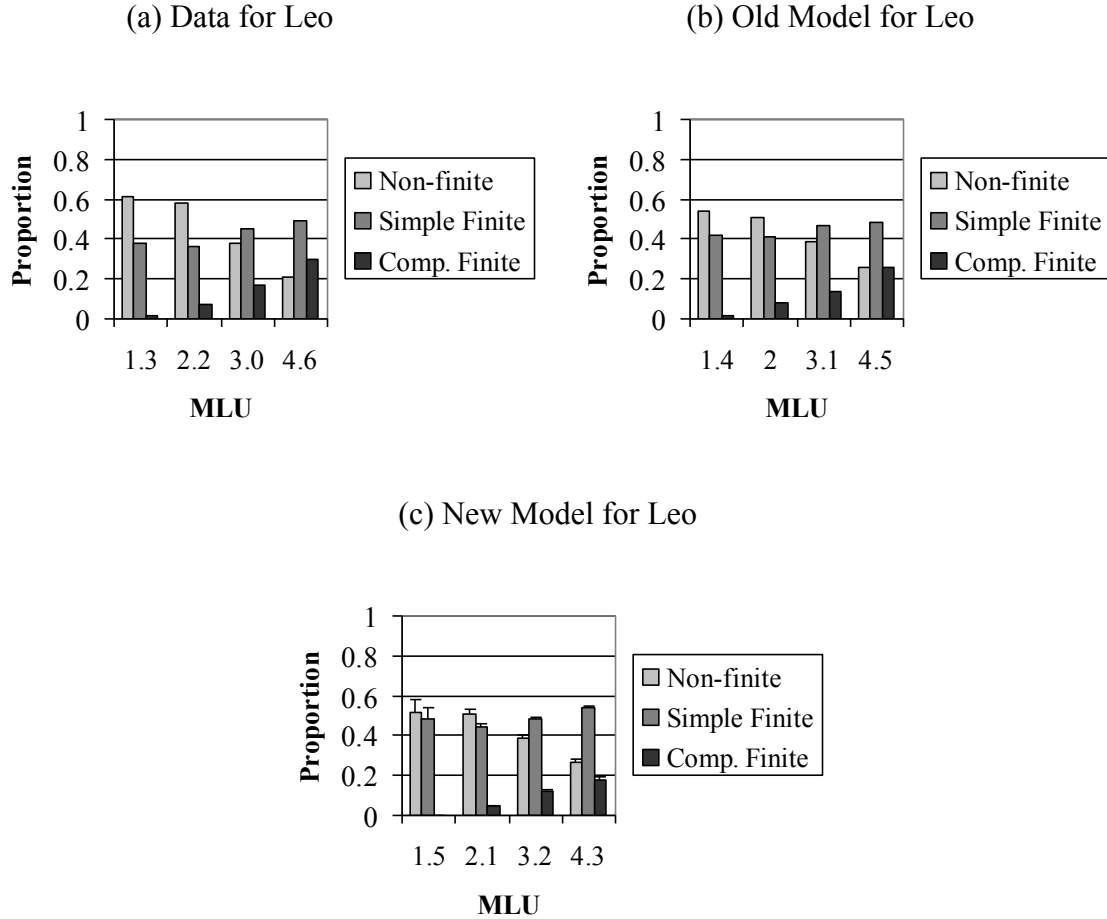 (a) Data for Leo
(b) Old Model for Leo
Proportion
1
0.8
0.6
0.4
0.2
0
1.3 2.2 3.0 4.6
MLU
Non-finite
Simple Finite
Comp. Finite
Proportion
1
0.8
0.6
0.4
0.2
0
1.4 2 3.1 4.5
MLU
Non-finite
Simple Finite
Comp. Finite
(c) New Model for Leo
Proportion
1
0.8
0.6
0.4
0.2
0
1.5 2.1 3.2 4.3
MLU
Non-finite
Simple Finite
Comp. Finite